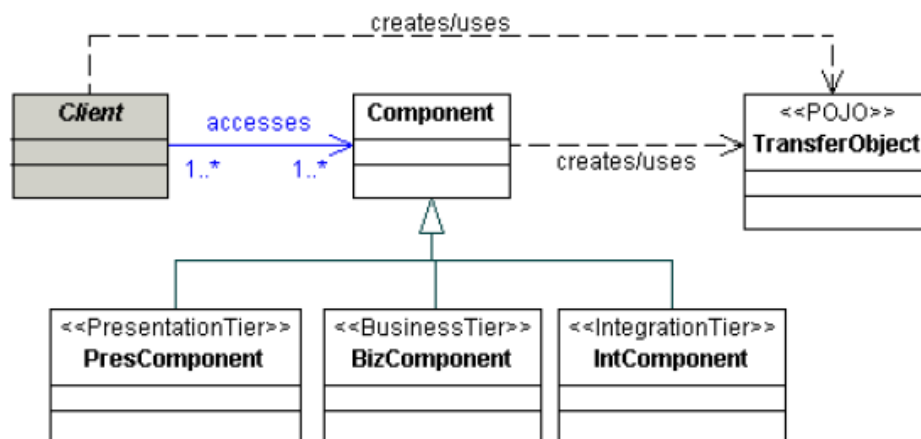 creates/uses
Client
accesses
1..*
1..*
Component
creates/uses
<<POJO>>
TransferObject
<<PresentationTier>>
PresComponent
<<BusinessTier>>
BizComponent
<<IntegrationTier>>
IntComponent